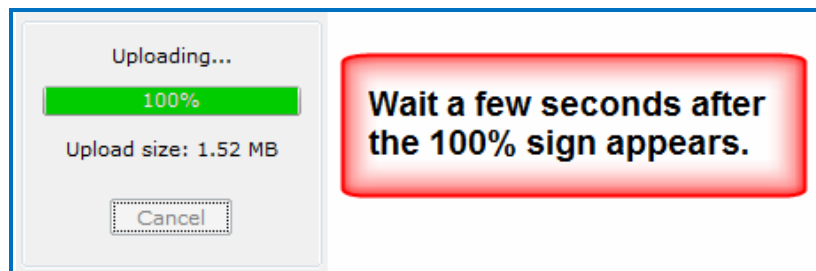 Uploading...
100%
Upload size: 1.52 MB
Cancel
Wait a few seconds after
the 100% sign appears.